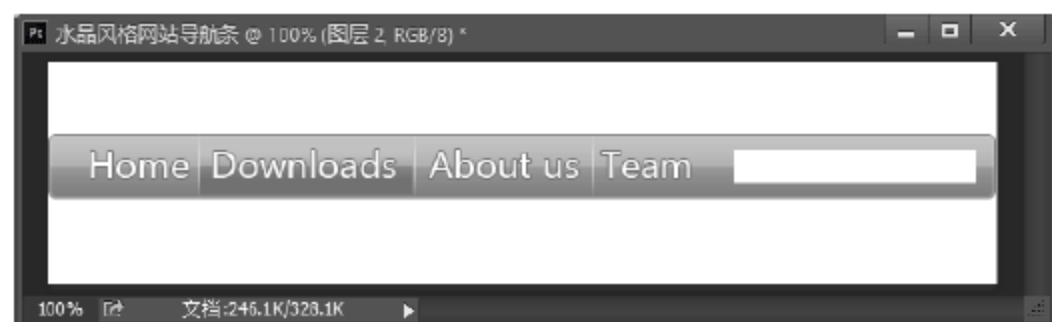 Ps 水晶风格网站导航条 @ 100% (图层 2, RGB/8) *
Home Downloads About us Team
100% 文档:246.1K/328.1K